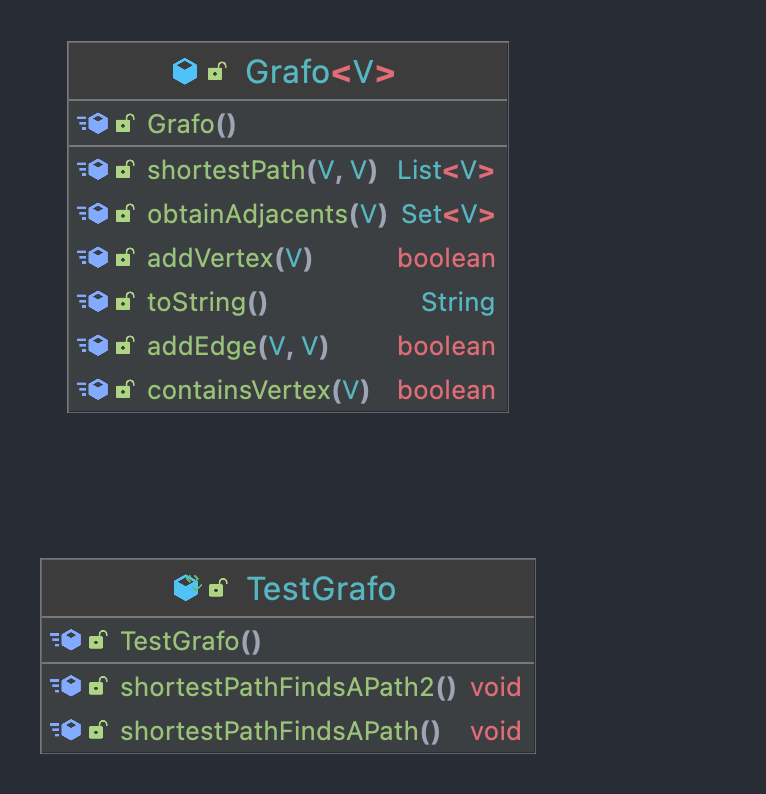 Grafo<V>
Grafo()
shortestPath(V, V) List<V>
obtainAdjacents(V) Set<V>
addVertex(V) boolean
toString() String
addEdge(V, V) boolean
containsVertex(V) boolean
TestGrafo
TestGrafo()
shortestPathFindsAPath2() void
shortestPathFindsAPath() void